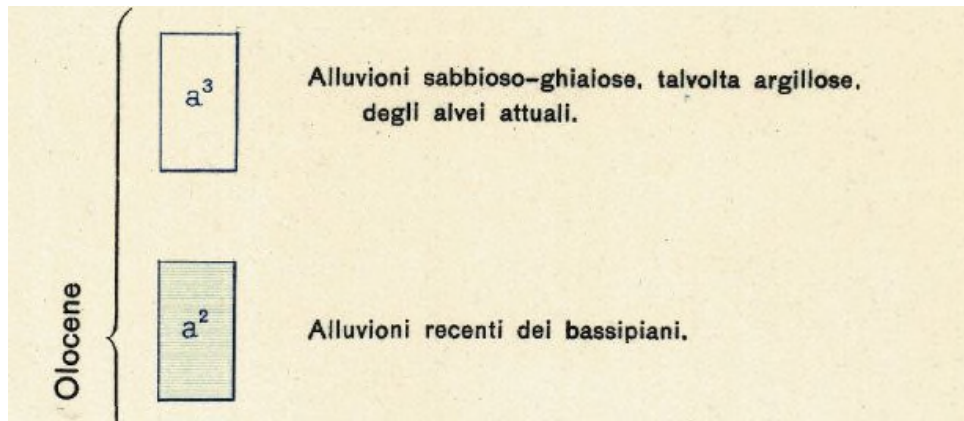 a³
Alluvioni sabbioso-ghiaiose, talvolta argillose,
degli alvei attuali.
Olocene
a²
Alluvioni recenti dei bassipiani.